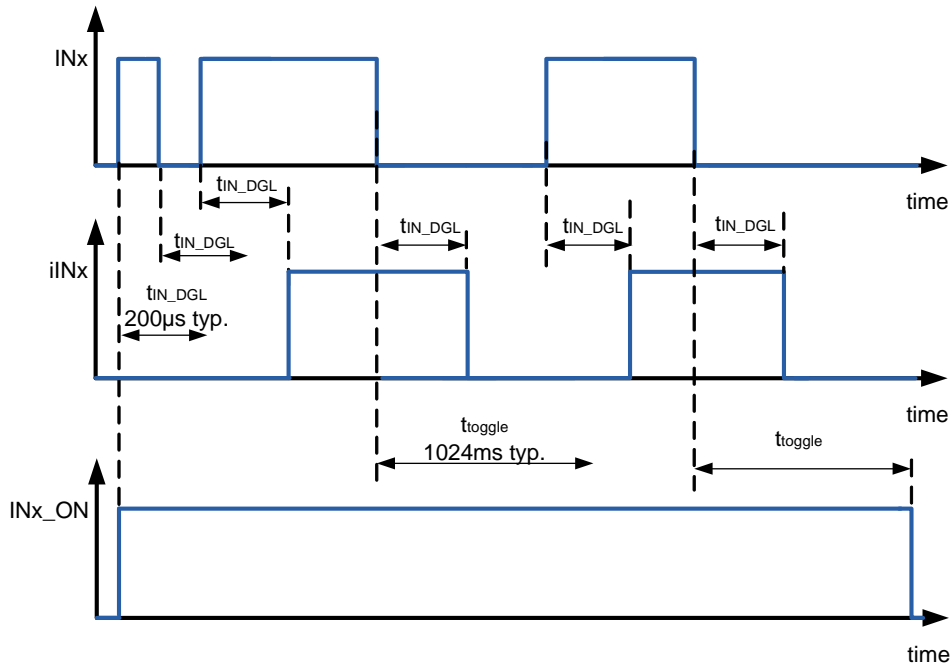 INx
time
tIN_DGL
tIN_DGL
tIN_DGL
tIN_DGL
tIN_DGL
iINx
tIN_DGL
200µs typ.
time
ttoggle
1024ms typ.
ttoggle
INx_ON
time